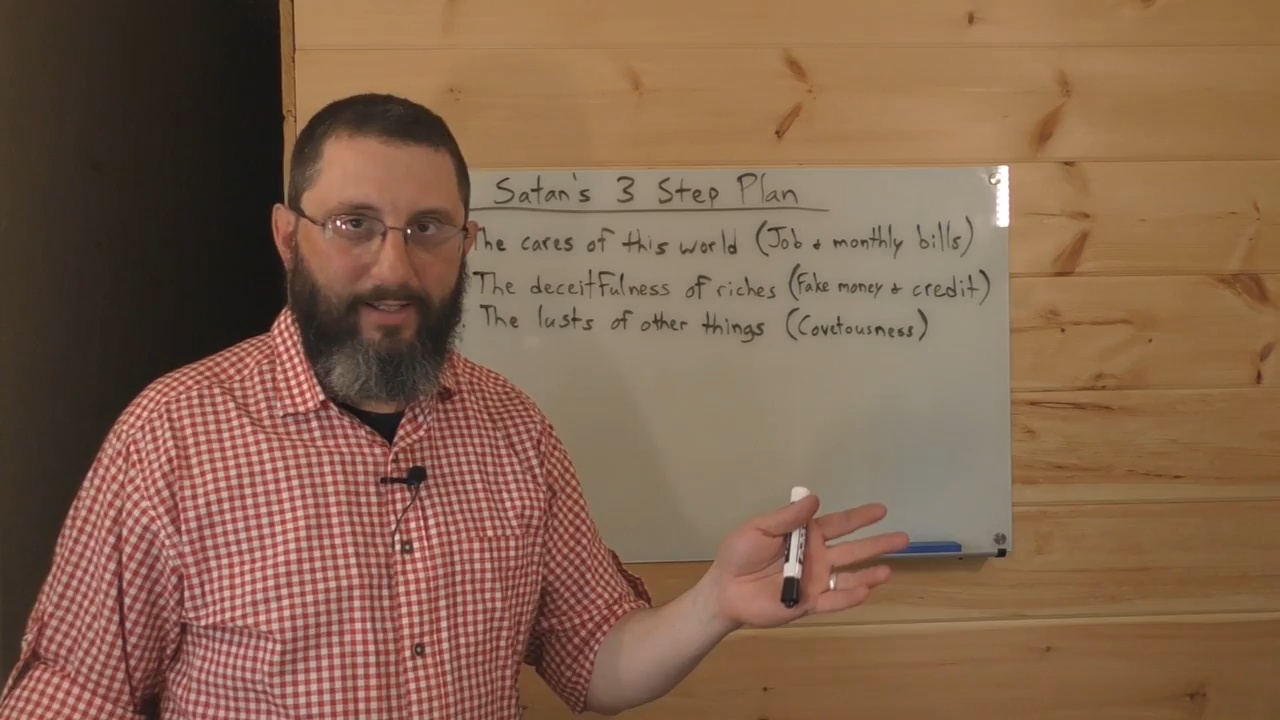 Satan's 3 Step Plan
The cares of this world (Job & monthly bills)
The deceitfulness of riches (Fake money & credit)
. The lusts of other things (Covetousness)